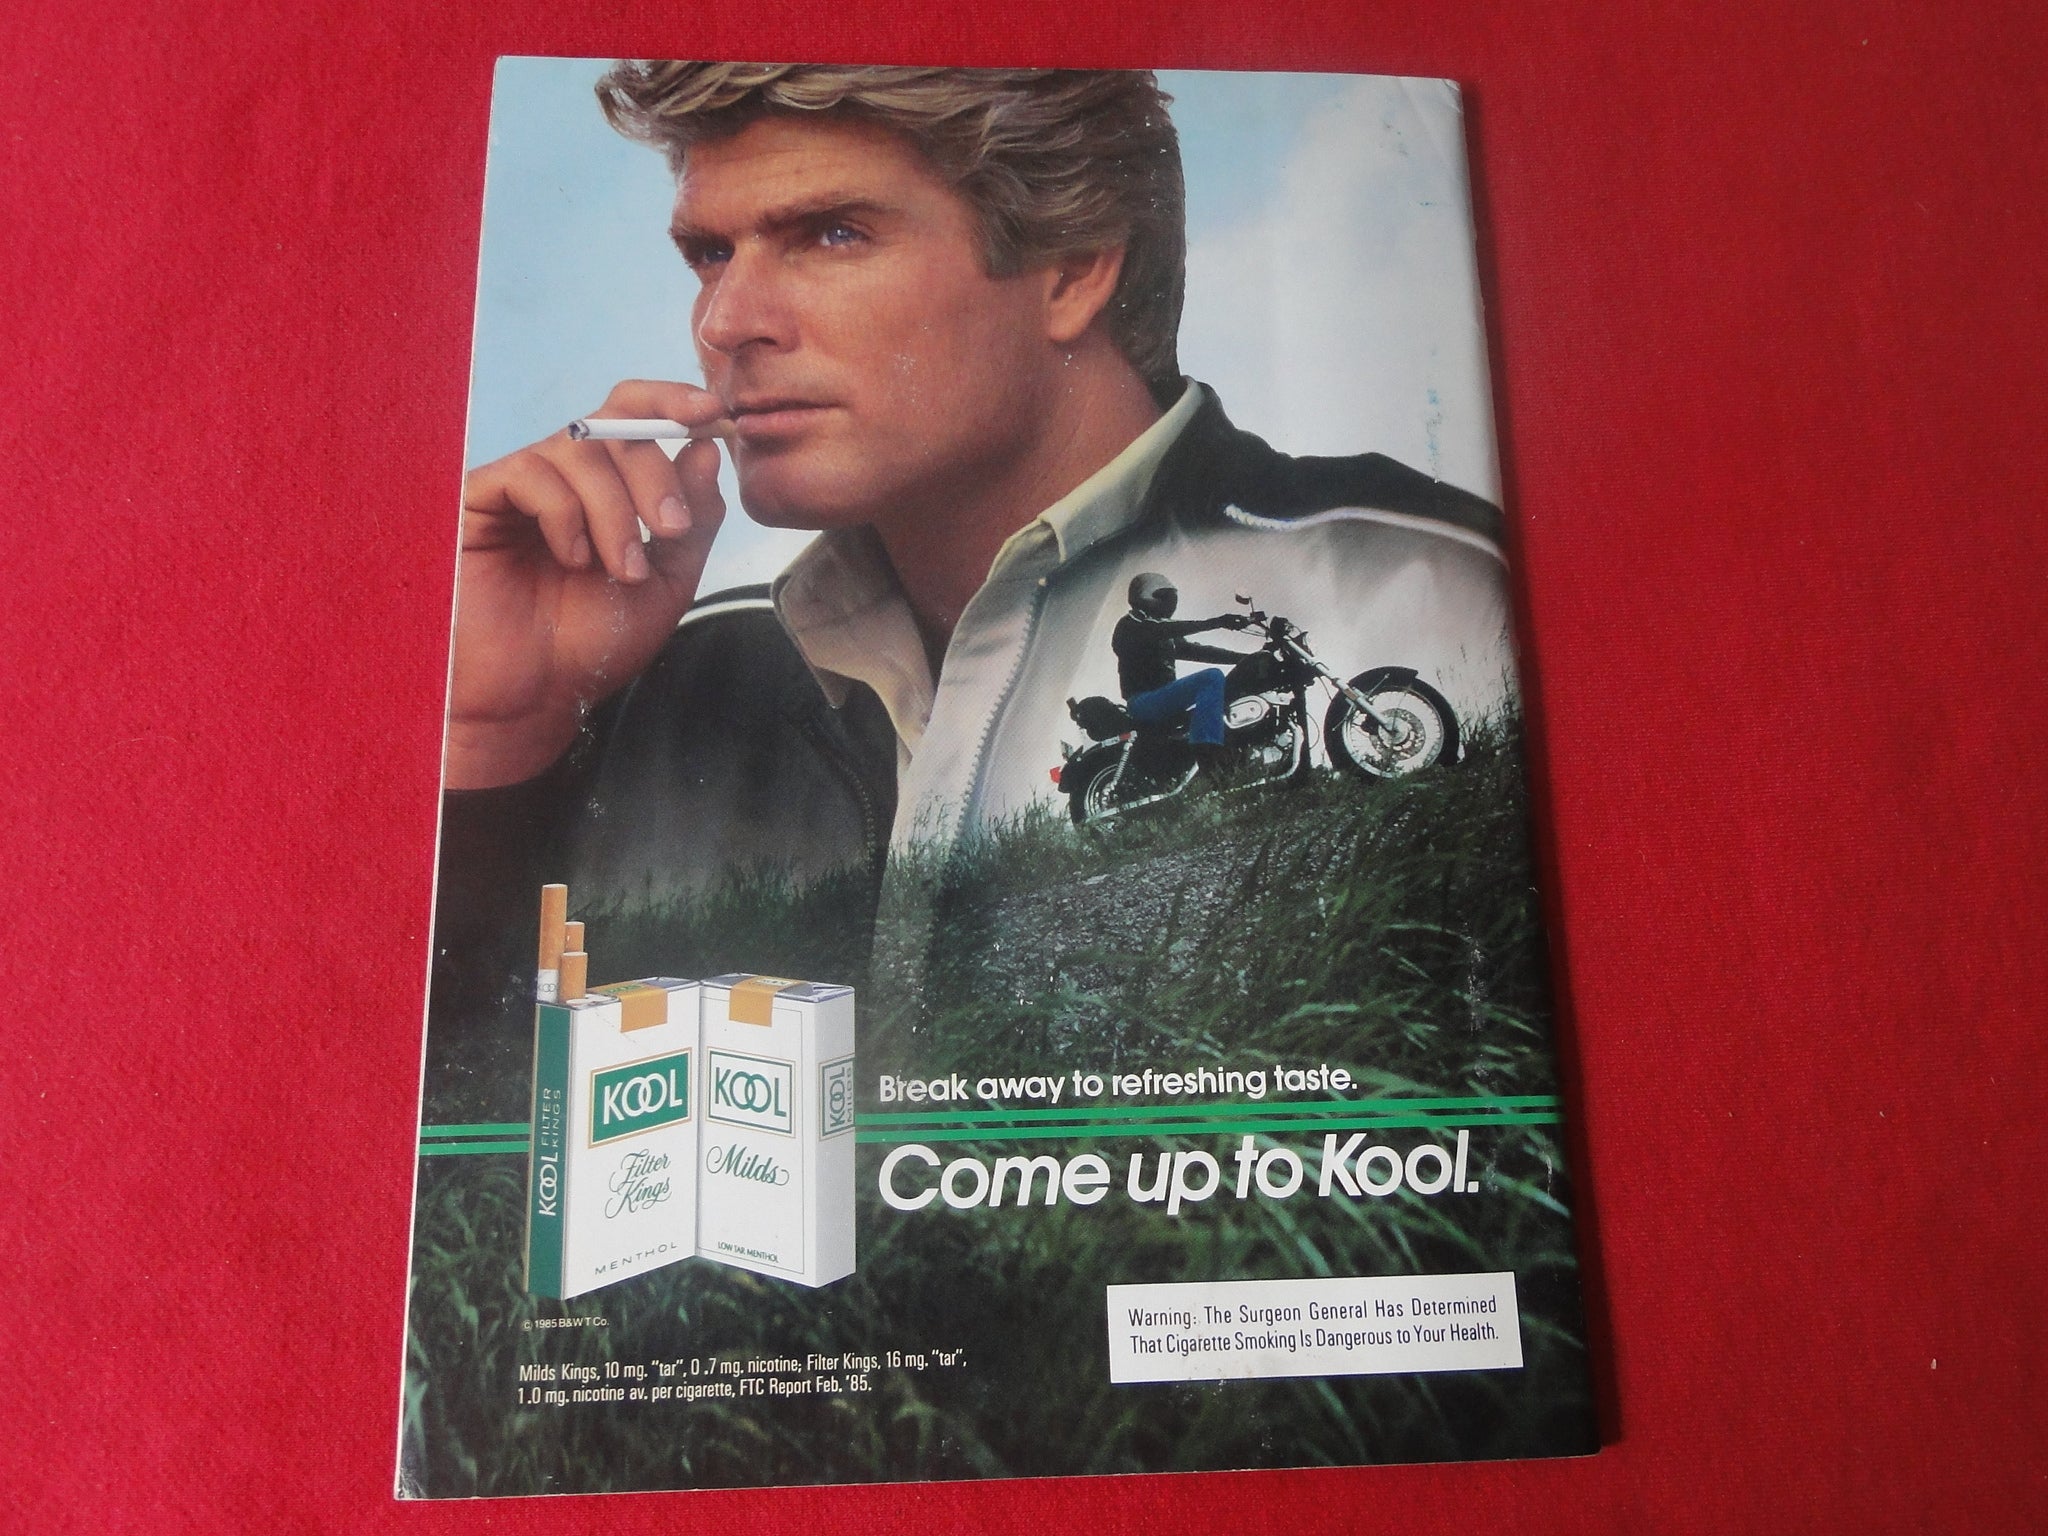 KOOL
KOOL FILTER
KINGS
KOOL
Filter
Kings
MENTHOL
KOOL
Milds
LOW TAR MENTHOL
KOOL
MILDS
Break away to refreshing taste.
Come up to Kool.
© 1985 B&W T Co.
Milds Kings, 10 mg. "tar", 0.7 mg. nicotine; Filter Kings, 16 mg. "tar",
1.0 mg. nicotine av. per cigarette, FTC Report Feb. '85.
Warning: The Surgeon General Has Determined
That Cigarette Smoking Is Dangerous to Your Health.